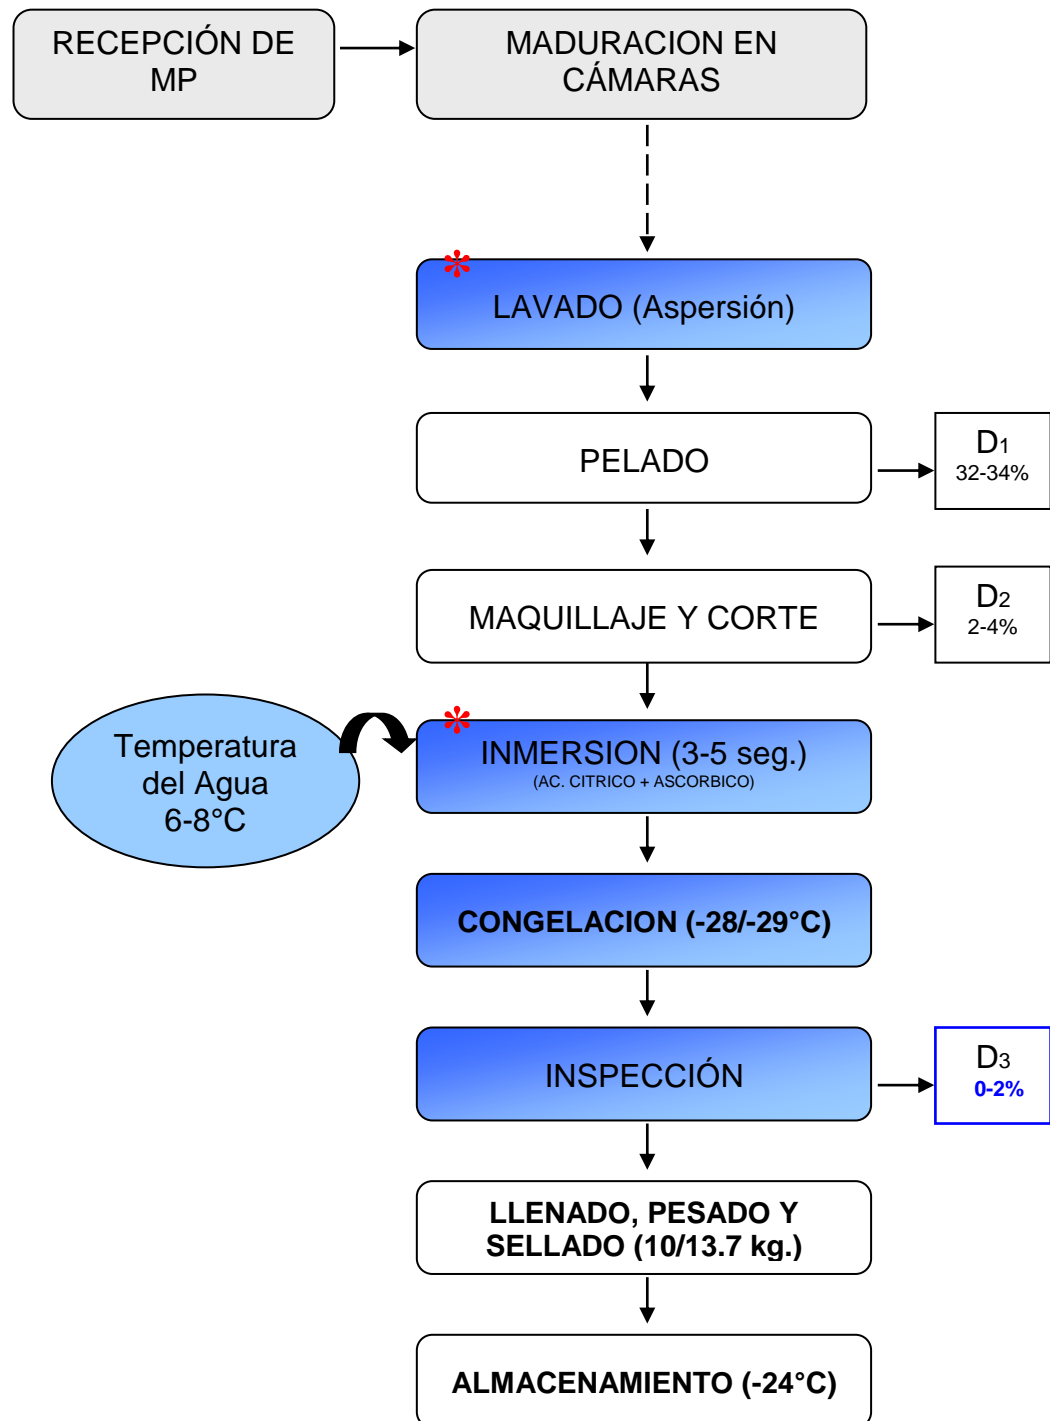 RECEPCIÓN DE
MP
MADURACION EN
CÁMARAS
*
LAVADO (Aspersión)
PELADO
D1
32-34%
MAQUILLAJE Y CORTE
D2
2-4%
Temperatura
del Agua
6-8°C
*
INMERSION (3-5 seg.)
(AC. CITRICO + ASCORBICO)
CONGELACION (-28/-29°C)
INSPECCIÓN
D3
0-2%
LLENADO, PESADO Y
SELLADO (10/13.7 kg.)
ALMACENAMIENTO (-24°C)